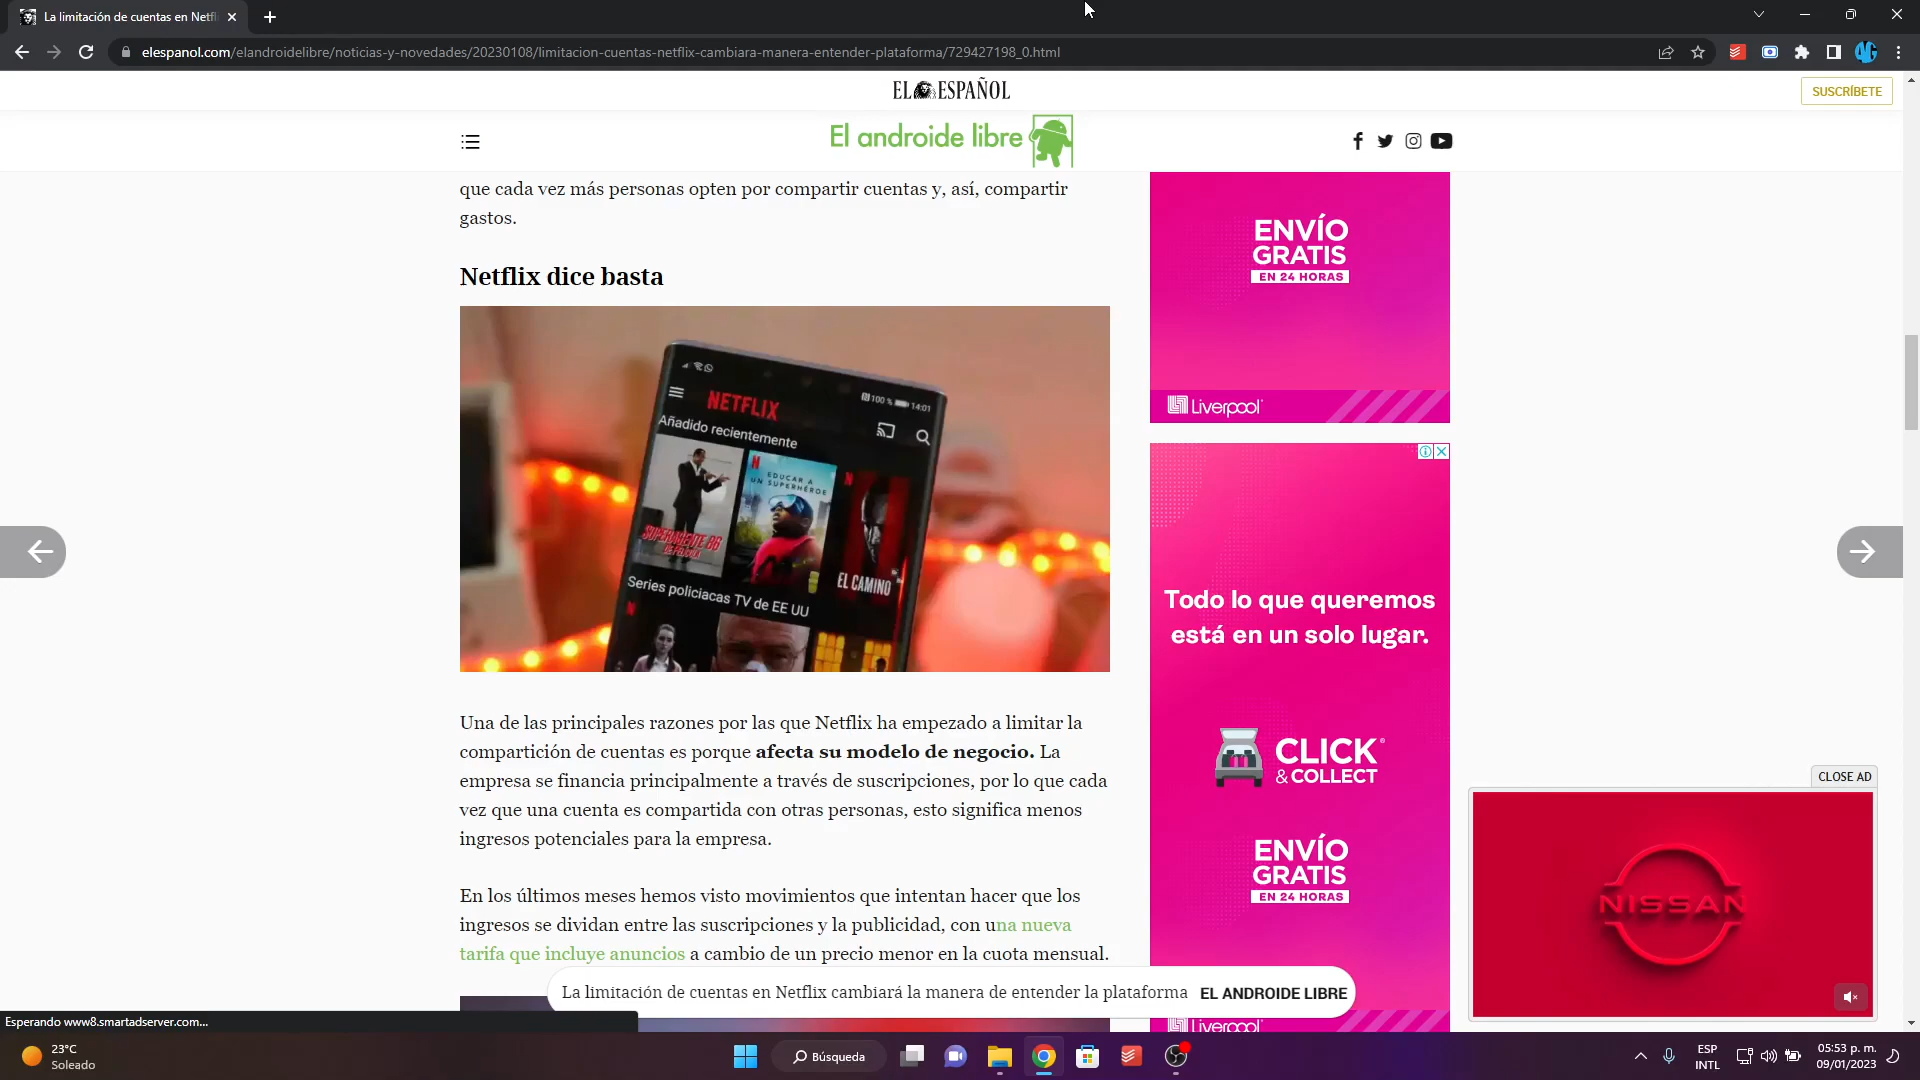 La limitación de cuentas en Netfl
elespanol.com/elandroidelibre/noticias-y-novedades/20230108/limitacion-cuentas-netflix-cambiara-manera-entender-plataforma/729427198_0.html
EL ESPAÑOL
SUSCRÍBETE
El androide libre
que cada vez más personas opten por compartir cuentas y, así, compartir
gastos.
Netflix dice basta
100 % 14:01
NETFLIX
Añadido recientemente
EDUCAR A
UN SUPERHÉROE
SUPERAGENTE 86
DE PELÍCULA
EL CAMINO
Series policiacas TV de EE UU
Una de las principales razones por las que Netflix ha empezado a limitar la
compartición de cuentas es porque afecta su modelo de negocio. La
empresa se financia principalmente a través de suscripciones, por lo que cada
vez que una cuenta es compartida con otras personas, esto significa menos
ingresos potenciales para la empresa.
En los últimos meses hemos visto movimientos que intentan hacer que los
ingresos se dividan entre las suscripciones y la publicidad, con una nueva
tarifa que incluye anuncios a cambio de un precio menor en la cuota mensual.
ENVÍO
GRATIS
EN 24 HORAS
Liverpool
Todo lo que queremos
está en un solo lugar.
CLICK
& COLLECT
ENVÍO
GRATIS
EN 24 HORAS
Liverpool
CLOSE AD
NISSAN
La limitación de cuentas en Netflix cambiará la manera de entender la plataforma EL ANDROIDE LIBRE
Esperando www8.smartadserver.com...
23°C
Soleado
Búsqueda
ESP
INTL
05:53 p. m.
09/01/2023